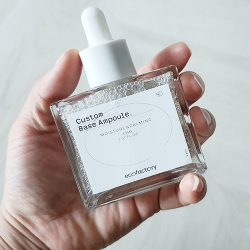 Custom
Base Ampoule.
MOISTURE & CALMING
ecofactory